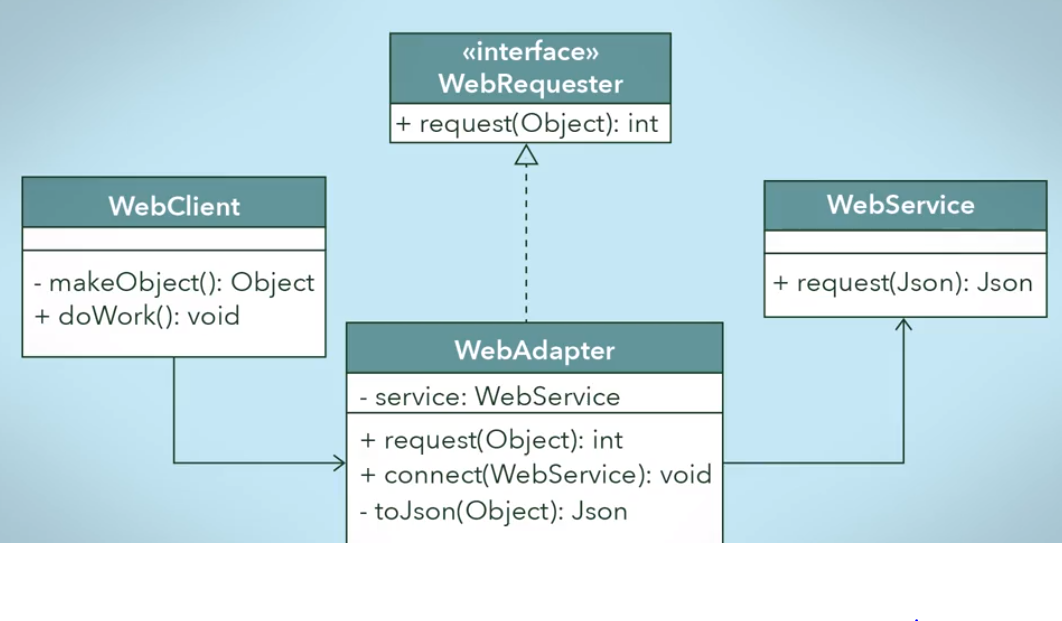 «interface»
WebRequester
+ request(Object): int
WebClient
- makeObject(): Object
+ doWork(): void
WebService
+ request(Json): Json
WebAdapter
- service: WebService
+ request(Object): int
+ connect(WebService): void
- toJson(Object): Json